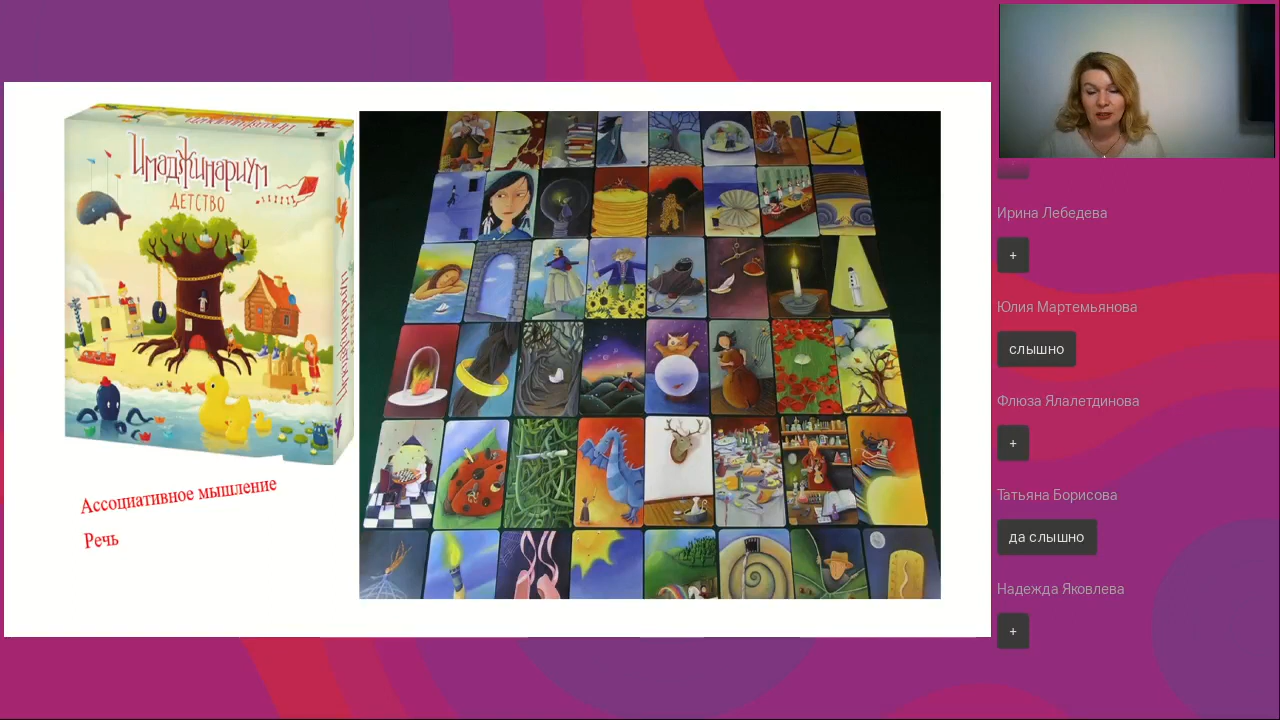 Имаджинариум
ДЕТСТВО
Ассоциативное мышление
Речь
Ирина Лебедева
+
Юлия Мартемьянова
слышно
Флюза Ялалетдинова
+
Татьяна Борисова
да слышно
Надежда Яковлева
+